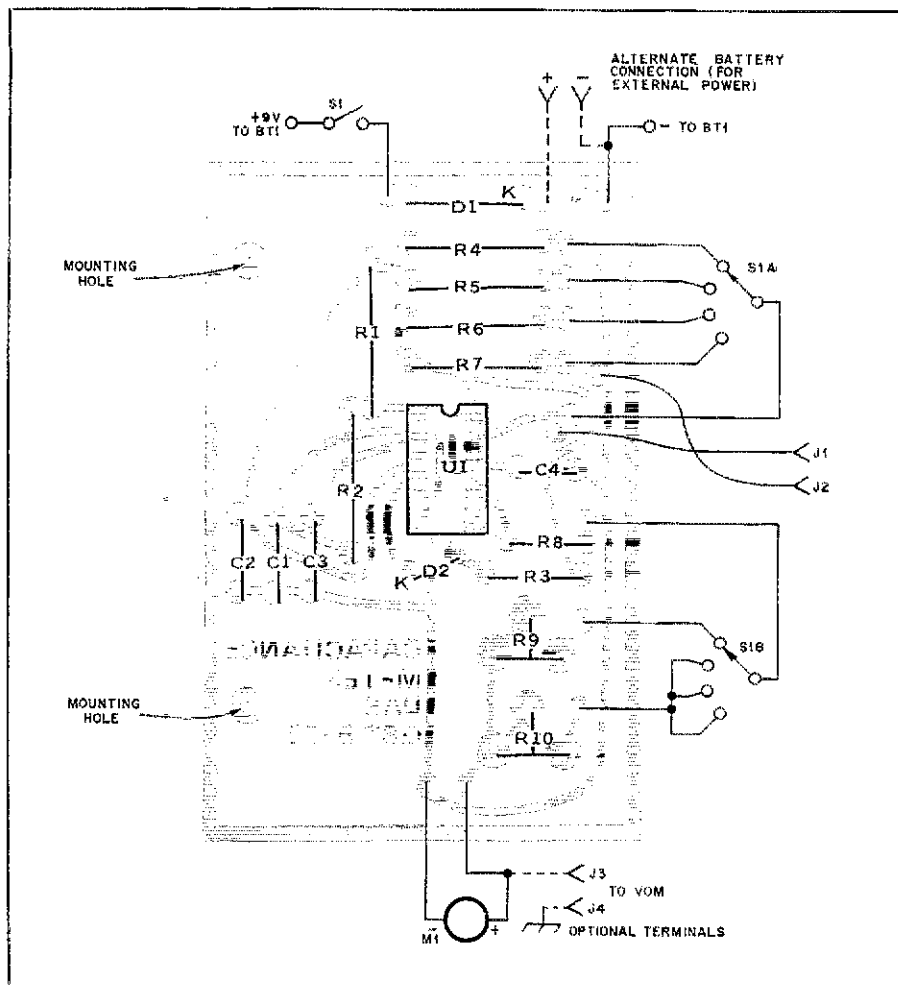 ALTERNATE BATTERY
CONNECTION (FOR
EXTERNAL POWER)
+ -
S1
+9V
TO BT1
- TO BT1
K
D1
R4
S1A
MOUNTING
HOLE
R5
R1
R6
R7
U1
J1
C4
J2
R2
R8
C2 C1 C3
D2
K
R3
R9
S1B
MOUNTING
HOLE
R10
J3
TO VOM
J4
- +
M1
OPTIONAL TERMINALS